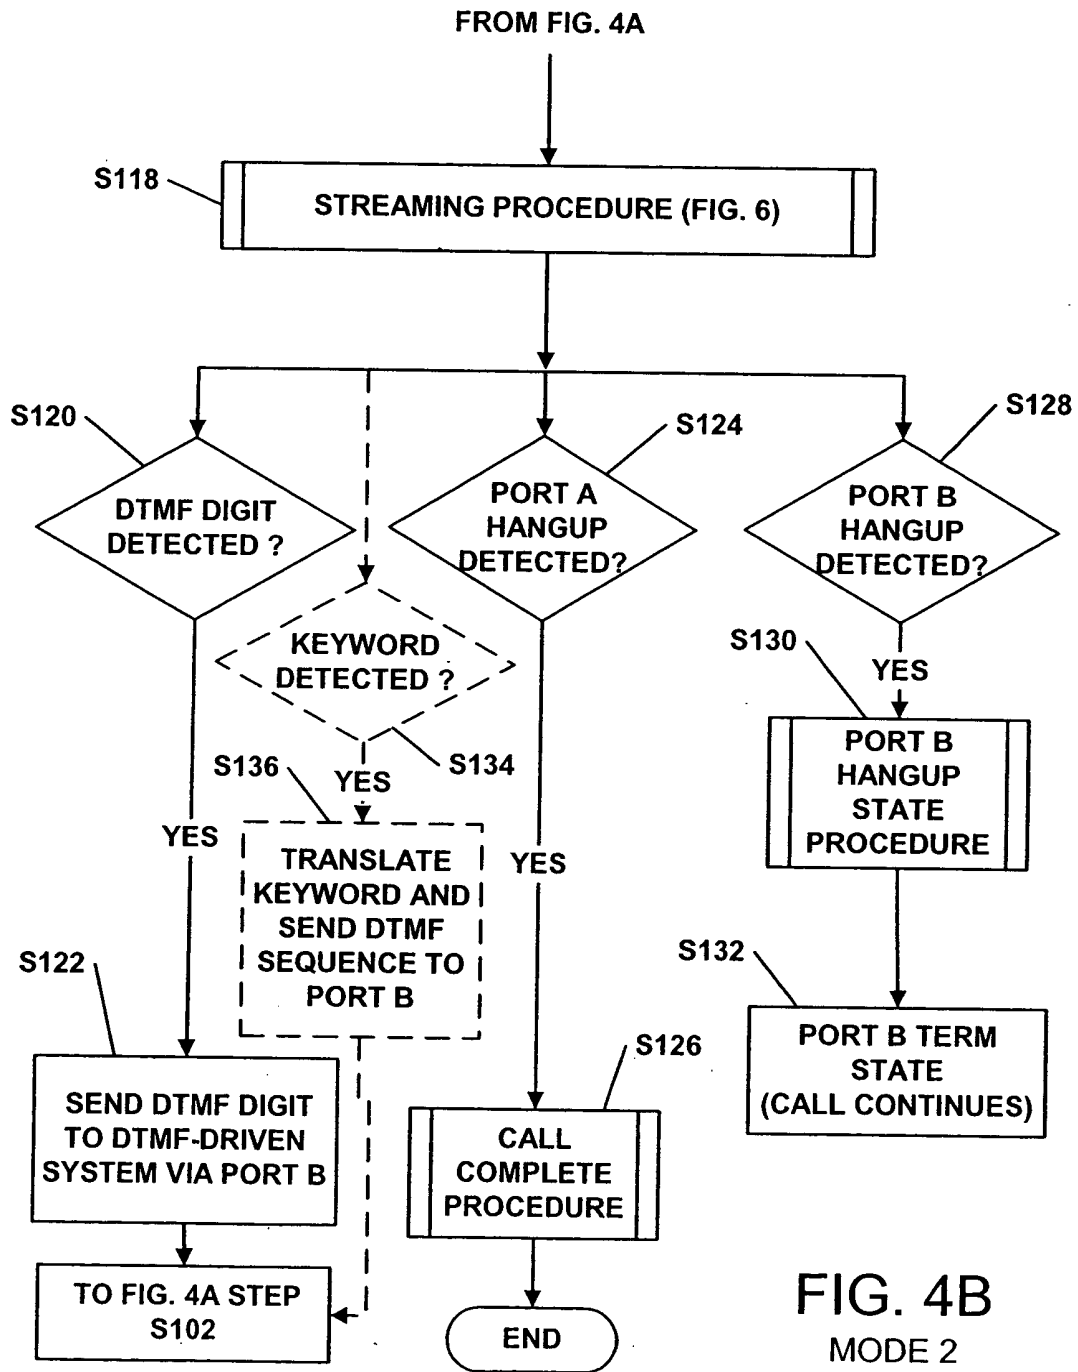 FROM FIG. 4A
S118
STREAMING PROCEDURE (FIG. 6)
S120
DTMF DIGIT
DETECTED ?
S124
PORT A
HANGUP
DETECTED?
S128
PORT B
HANGUP
DETECTED?
KEYWORD
DETECTED ?
S134
S136
YES
YES
YES
YES
S130
PORT B
HANGUP
STATE
PROCEDURE
TRANSLATE
KEYWORD AND
SEND DTMF
SEQUENCE TO
PORT B
S122
SEND DTMF DIGIT
TO DTMF-DRIVEN
SYSTEM VIA PORT B
S126
CALL
COMPLETE
PROCEDURE
S132
PORT B TERM
STATE
(CALL CONTINUES)
TO FIG. 4A STEP
S102
END
FIG. 4B
MODE 2